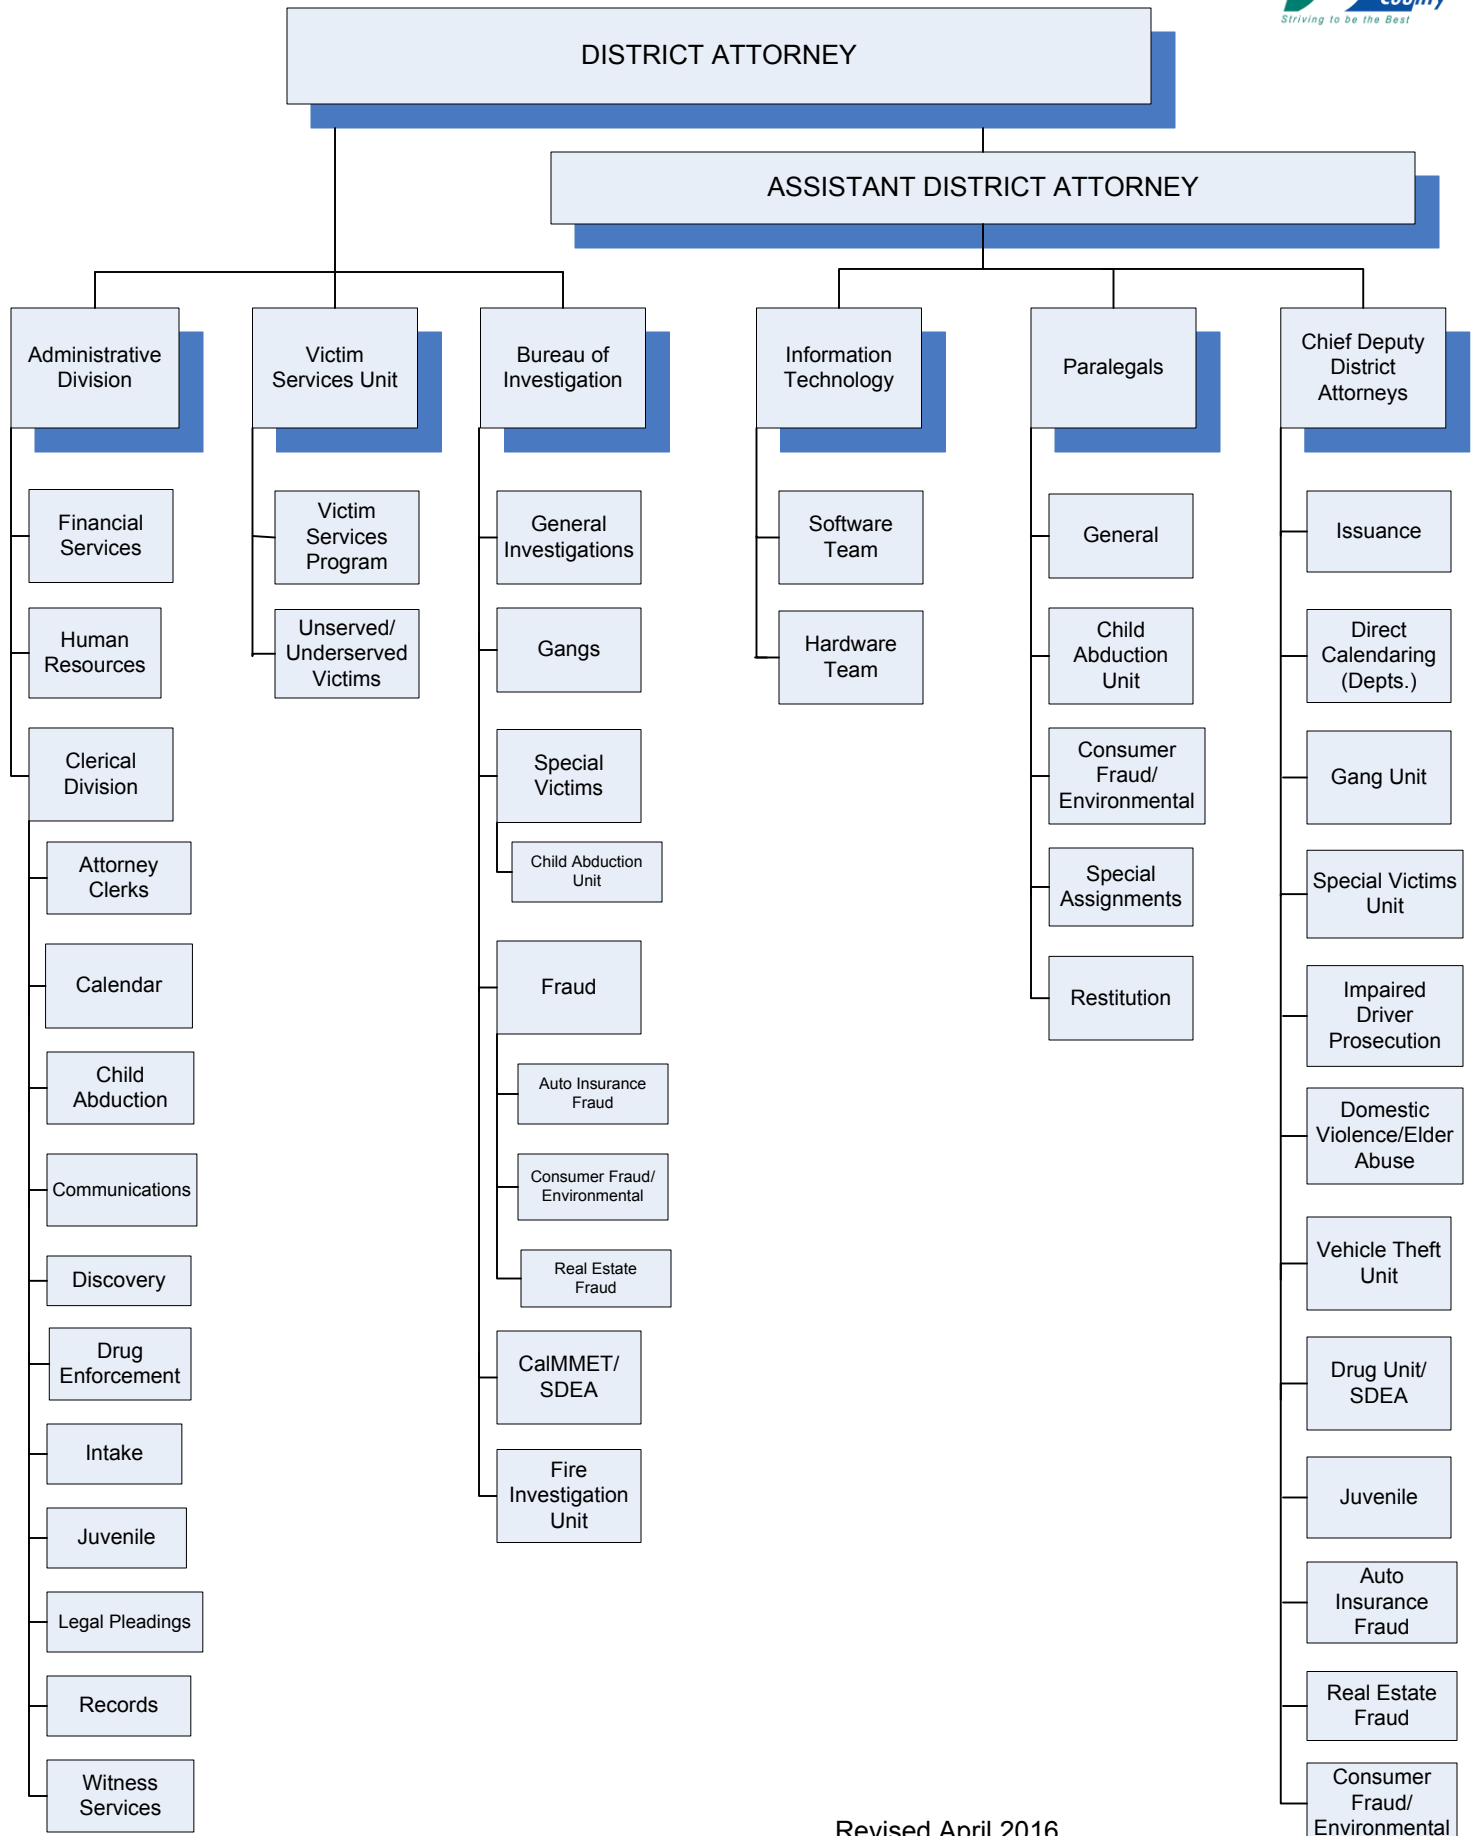 County
Striving to be the Best
DISTRICT ATTORNEY
ASSISTANT DISTRICT ATTORNEY
Administrative
Division
Victim
Services Unit
Bureau of
Investigation
Information
Technology
Paralegals
Chief Deputy
District
Attorneys
Financial
Services
Human
Resources
Clerical
Division
Attorney
Clerks
Calendar
Child
Abduction
Communications
Discovery
Drug
Enforcement
Intake
Juvenile
Legal Pleadings
Records
Witness
Services
Victim
Services
Program
Unserved/
Underserved
Victims
General
Investigations
Gangs
Special
Victims
Child Abduction
Unit
Fraud
Auto Insurance
Fraud
Consumer Fraud/
Environmental
Real Estate
Fraud
CalMMET/
SDEA
Fire
Investigation
Unit
Software
Team
Hardware
Team
General
Child
Abduction
Unit
Consumer
Fraud/
Environmental
Special
Assignments
Restitution
Issuance
Direct
Calendaring
(Depts.)
Gang Unit
Special Victims
Unit
Impaired
Driver
Prosecution
Domestic
Violence/Elder
Abuse
Vehicle Theft
Unit
Drug Unit/
SDEA
Juvenile
Auto
Insurance
Fraud
Real Estate
Fraud
Consumer
Fraud/
Environmental
Revised April 2016